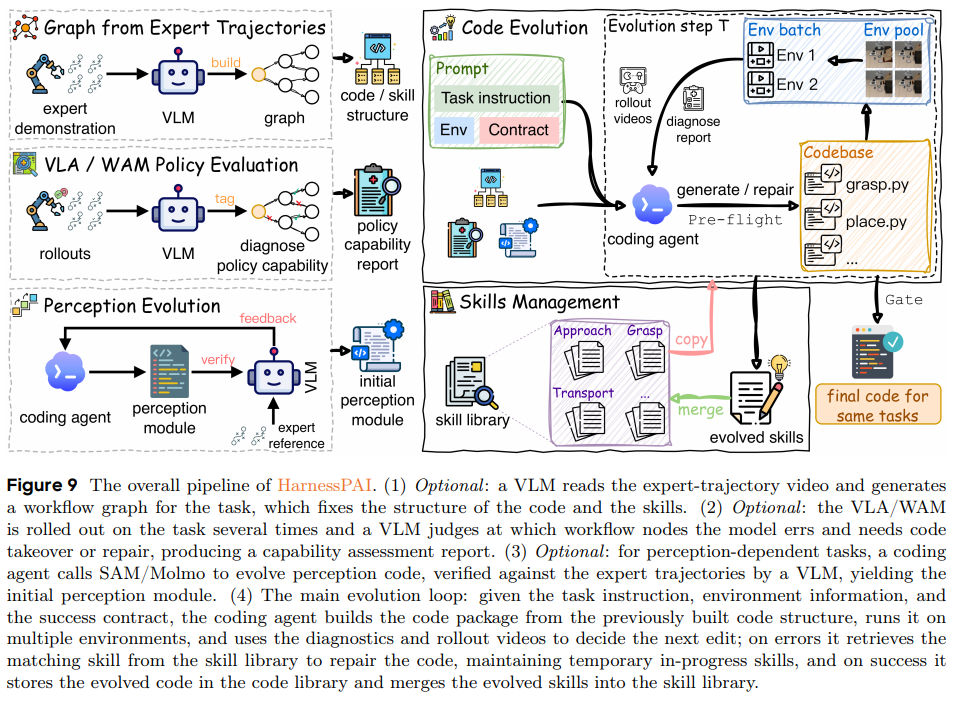 Graph from Expert Trajectories
expert
demonstration
VLM
build
graph
code / skill
structure
VLA / WAM Policy Evaluation
rollouts
VLM
tag
diagnose
policy capability
policy
capability
report
Perception Evolution
feedback
coding agent
perception
module
verify
VLM
expert
reference
initial
perception
module
Code Evolution
Prompt
Task instruction
Env
Contract
Evolution step T
rollout
videos
diagnose
report
Env batch
Env 1
Env 2
Env pool
coding agent
generate / repair
Pre-flight
Codebase
grasp.py
place.py
...
Skills Management
skill library
Approach
Grasp
Transport
...
copy
merge
evolved skills
Gate
final code for
same tasks
Figure 9 The overall pipeline of HarnessPAI. (1) Optional: a VLM reads the expert-trajectory video and generates
a workflow graph for the task, which fixes the structure of the code and the skills. (2) Optional: the VLA/WAM
is rolled out on the task several times and a VLM judges at which workflow nodes the model errs and needs code
takeover or repair, producing a capability assessment report. (3) Optional: for perception-dependent tasks, a coding
agent calls SAM/Molmo to evolve perception code, verified against the expert trajectories by a VLM, yielding the
initial perception module. (4) The main evolution loop: given the task instruction, environment information, and
the success contract, the coding agent builds the code package from the previously built code structure, runs it on
multiple environments, and uses the diagnostics and rollout videos to decide the next edit; on errors it retrieves the
matching skill from the skill library to repair the code, maintaining temporary in-progress skills, and on success it
stores the evolved code in the code library and merges the evolved skills into the skill library.